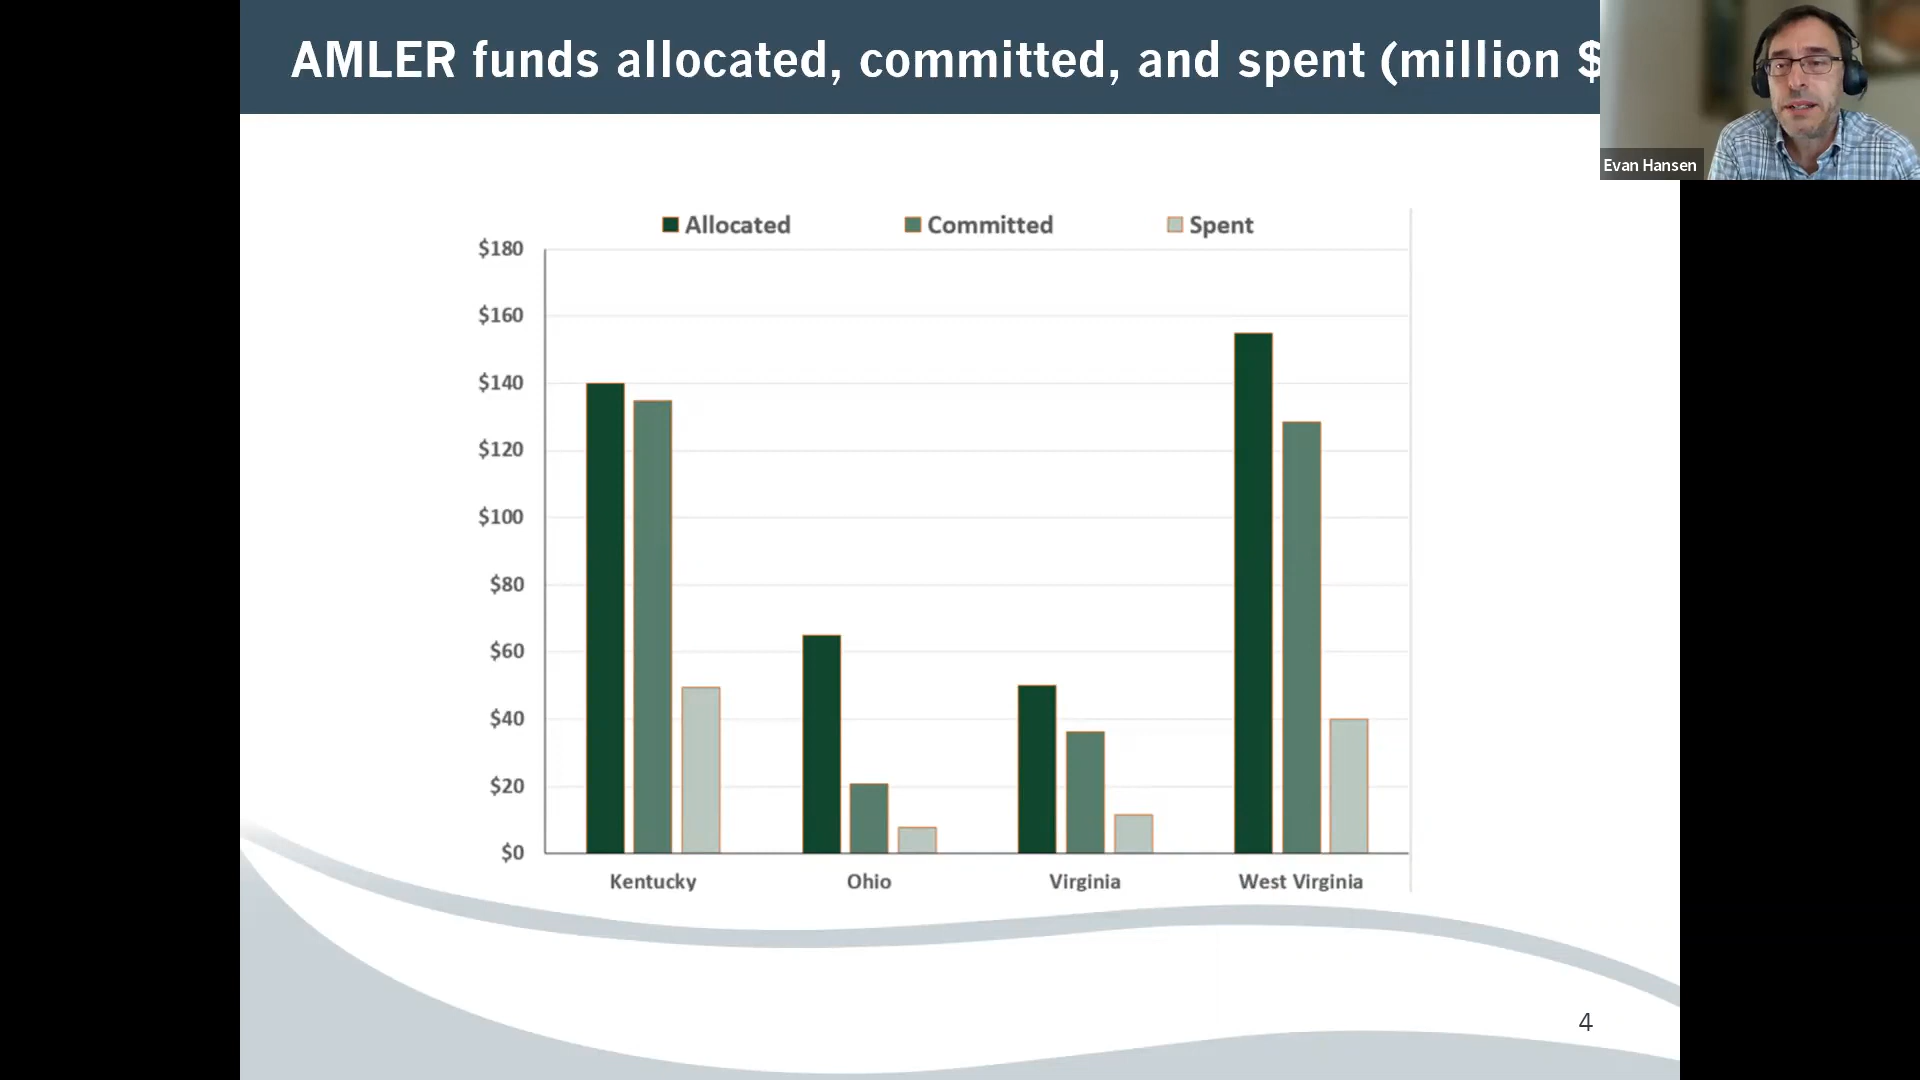 AMLER funds allocated, committed, and spent (million $
Evan Hansen
Allocated Committed Spent
$180
$160
$140
$120
$100
$80
$60
$40
$20
$0
Kentucky Ohio Virginia West Virginia
4